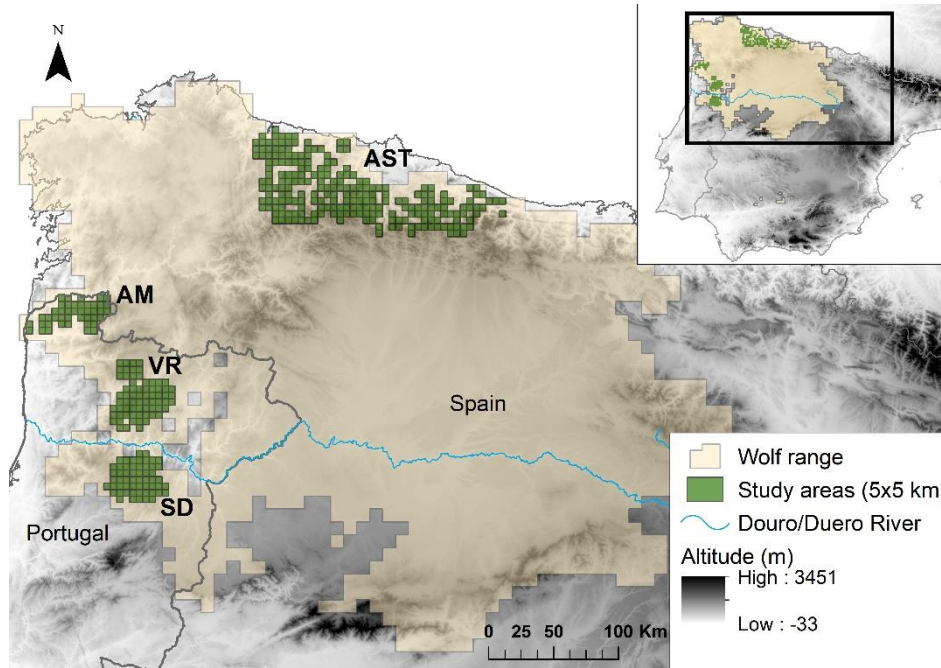 N
AST
AM
VR
Spain
SD
Portugal
Wolf range
Study areas (5x5 km
Douro/Duero River
Altitude (m)
High : 3451
Low : -33
0 25 50 100 Km